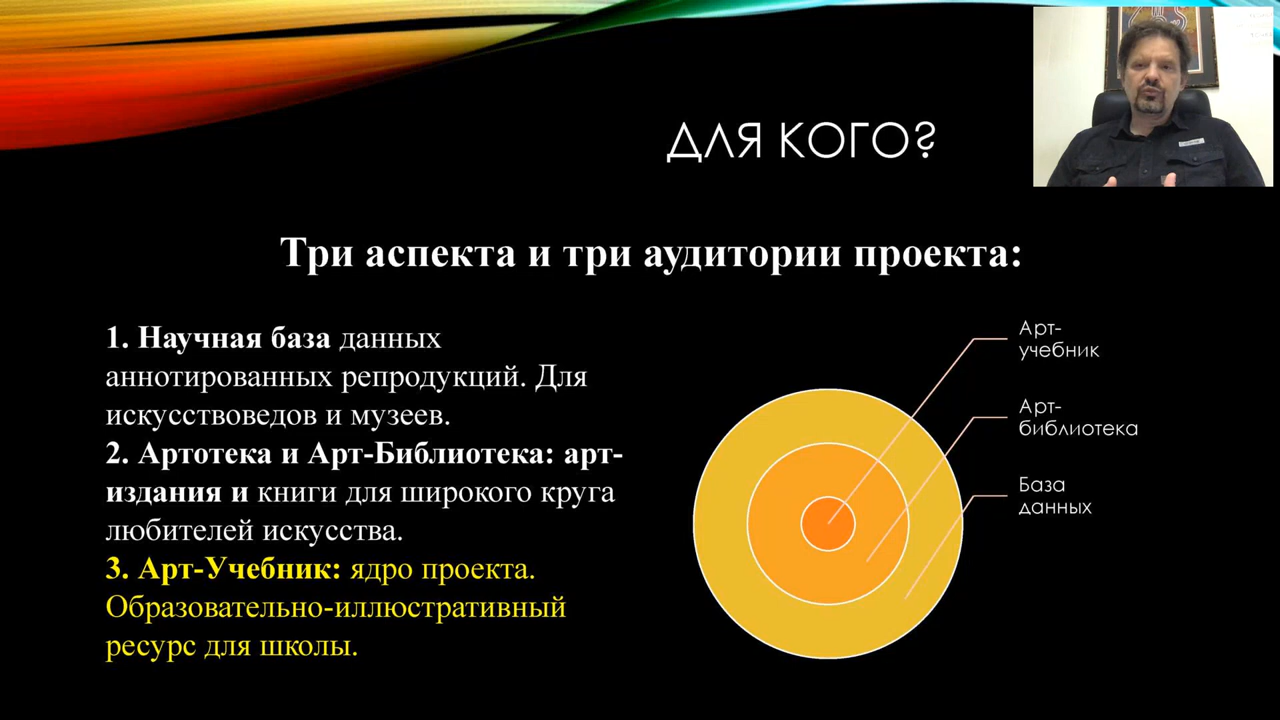 ДЛЯ КОГО?
Три аспекта и три аудитории проекта:
1. Научная база данных
аннотированных репродукций. Для
искусствоведов и музеев.
2. Артотека и Арт-Библиотека: арт-
издания и книги для широкого круга
любителей искусства.
3. Арт-Учебник: ядро проекта.
Образовательно-иллюстративный
ресурс для школы.
Арт-
учебник
Арт-
библиотека
База
данных